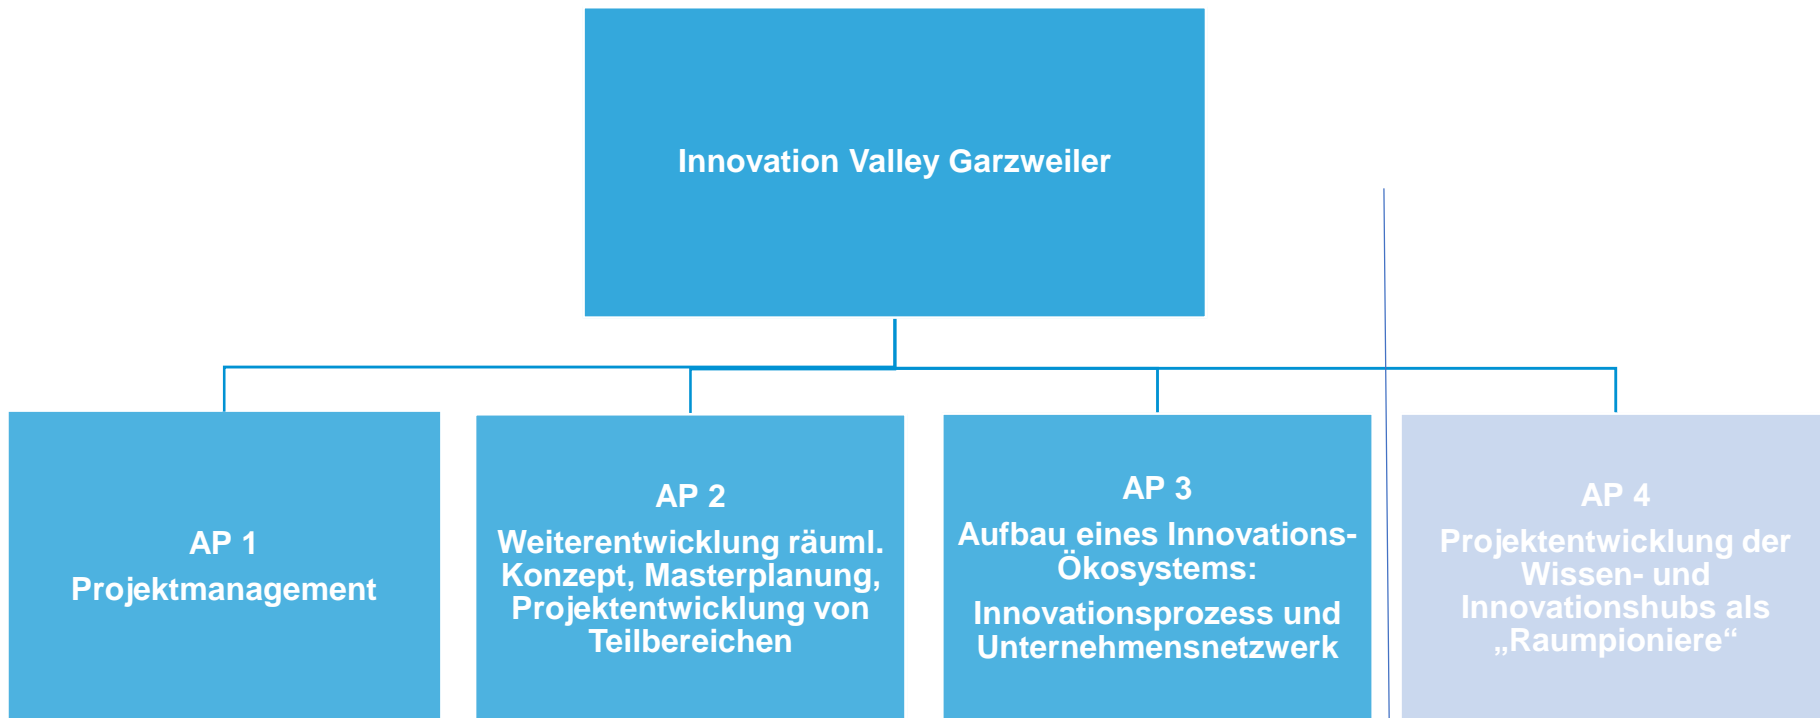 Innovation Valley Garzweiler
AP 1
Projektmanagement
AP 2
Weiterentwicklung räuml.
Konzept, Masterplanung,
Projektentwicklung von
Teilbereichen
AP 3
Aufbau eines Innovations-
Ökosystems:
Innovationsprozess und
Unternehmensnetzwerk
AP 4
Projektentwicklung der
Wissen- und
Innovationshubs als
„Raumpioniere“